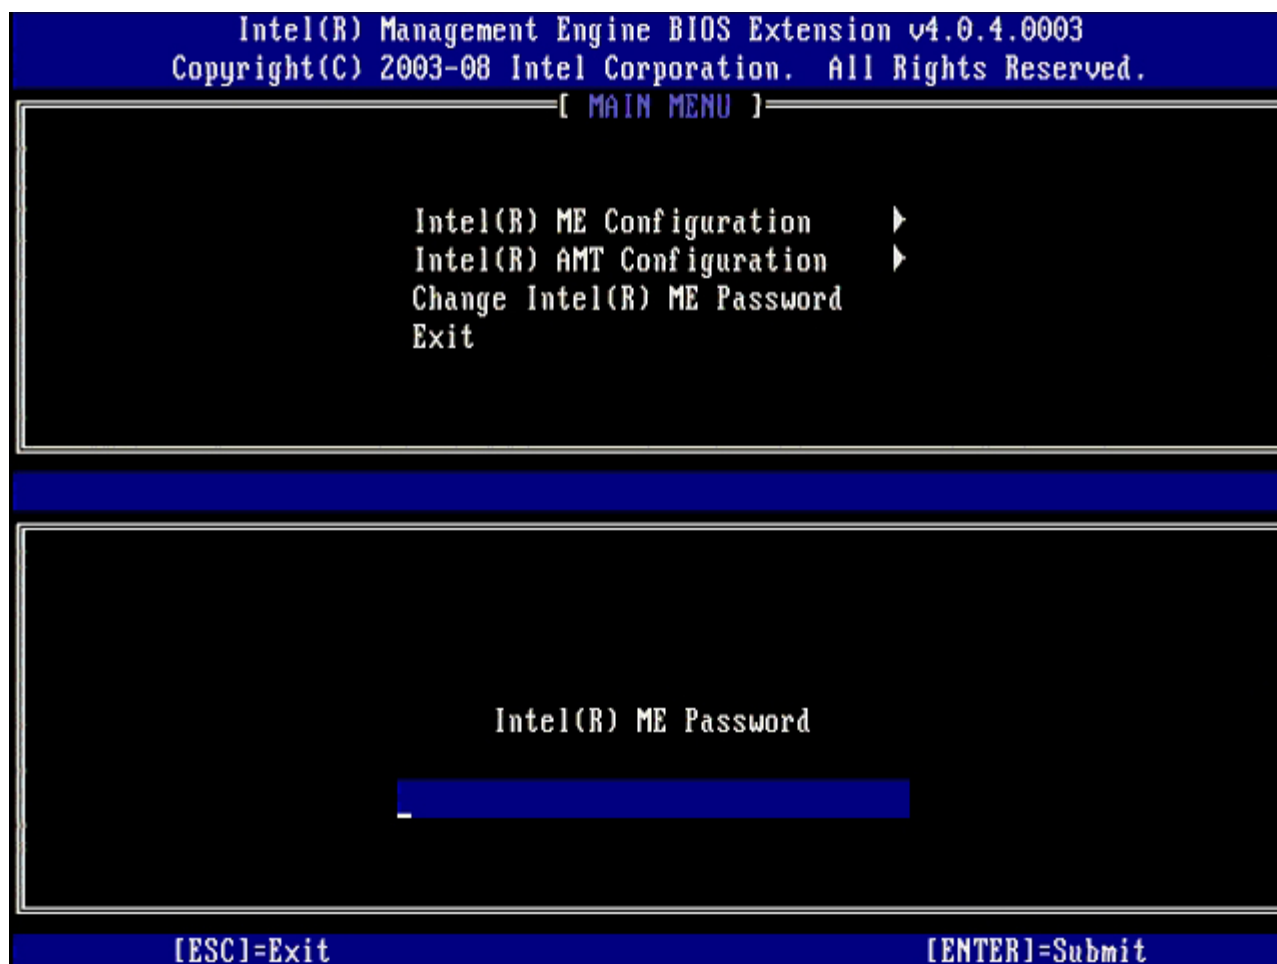 Intel(R) Management Engine BIOS Extension v4.0.4.0003
Copyright(C) 2003-08 Intel Corporation. All Rights Reserved.
[ MAIN MENU ]
Intel(R) ME Configuration
Intel(R) AMT Configuration
Change Intel(R) ME Password
Exit
Intel(R) ME Password
[ESC]=Exit [ENTER]=Submit